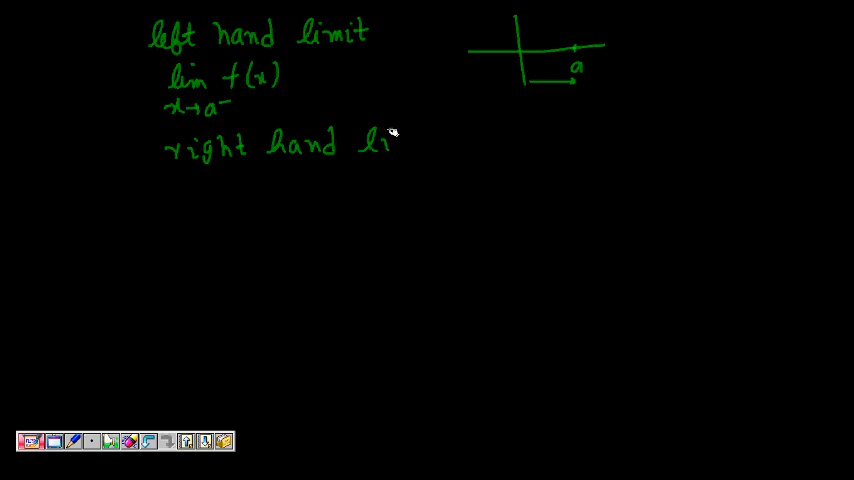 left hand limit
lim f(x)
x→a⁻
a
right hand li